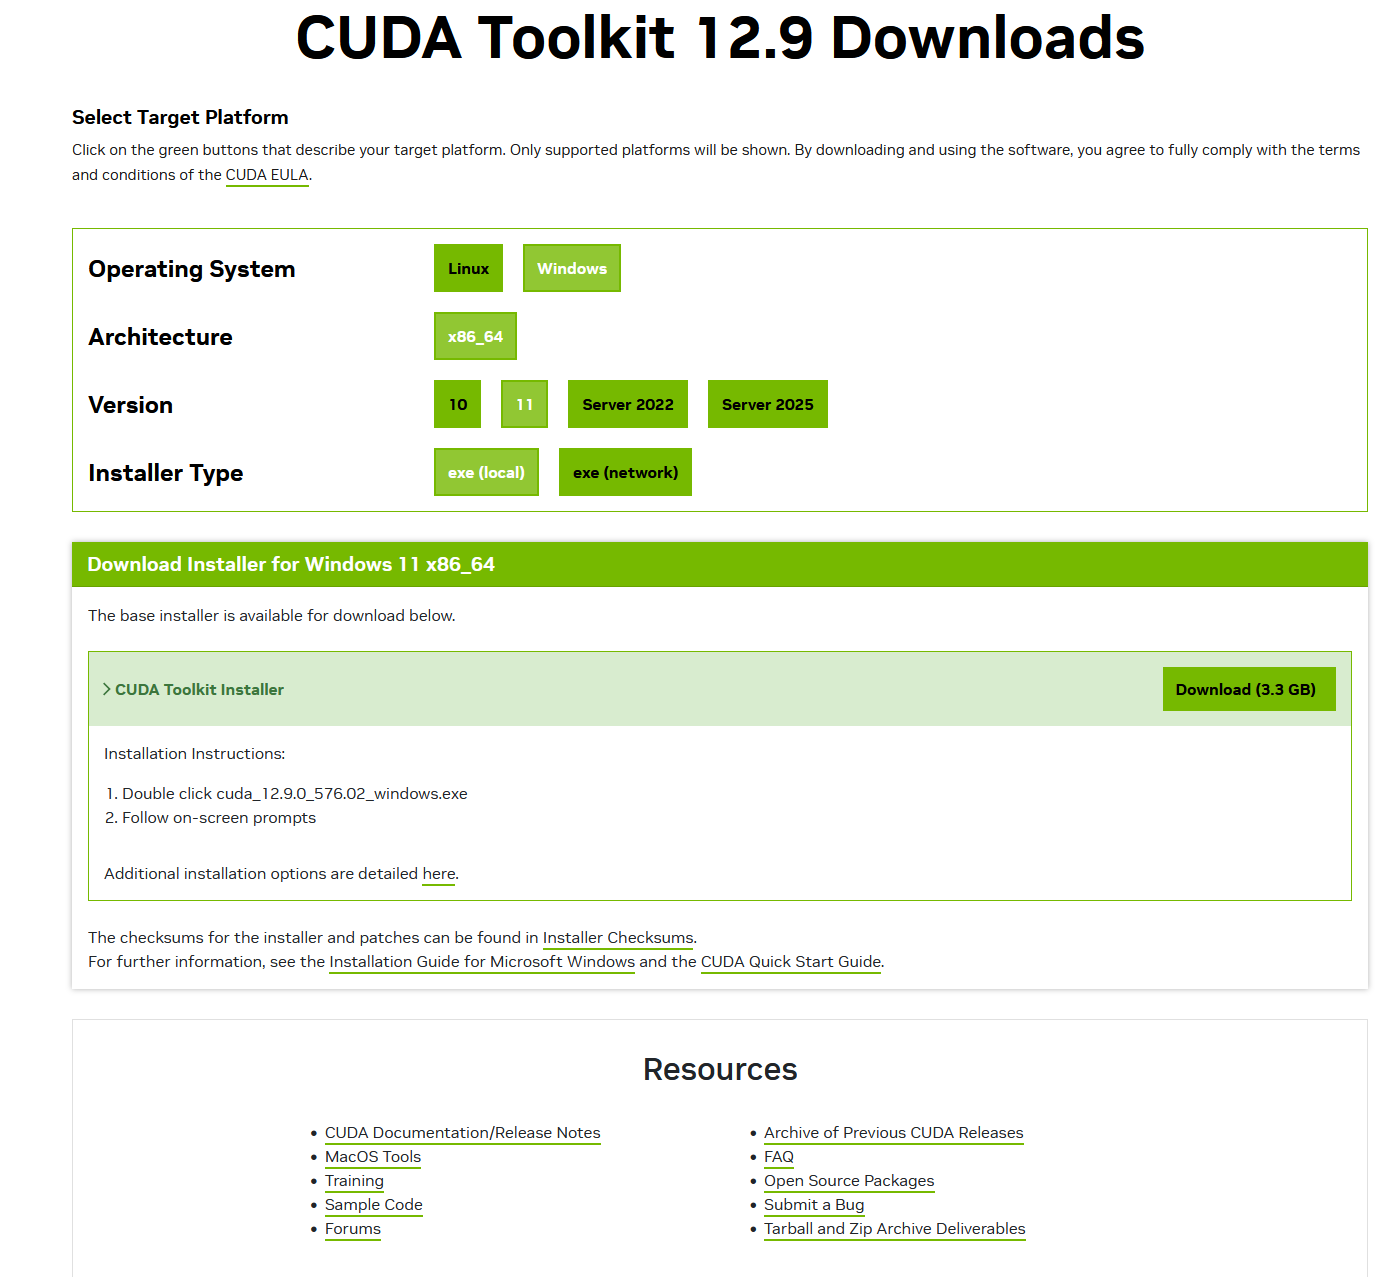 CUDA Toolkit 12.9 Downloads
Select Target Platform
Click on the green buttons that describe your target platform. Only supported platforms will be shown. By downloading and using the software, you agree to fully comply with the terms
and conditions of the CUDA EULA.
Operating System Linux Windows
Architecture x86_64
Version 10 11 Server 2022 Server 2025
Installer Type exe (local) exe (network)
Download Installer for Windows 11 x86_64
The base installer is available for download below.
CUDA Toolkit Installer Download (3.3 GB)
Installation Instructions:
1. Double click cuda_12.9.0_576.02_windows.exe
2. Follow on-screen prompts
Additional installation options are detailed here.
The checksums for the installer and patches can be found in Installer Checksums.
For further information, see the Installation Guide for Microsoft Windows and the CUDA Quick Start Guide.
Resources
• CUDA Documentation/Release Notes
• MacOS Tools
• Training
• Sample Code
• Forums
• Archive of Previous CUDA Releases
• FAQ
• Open Source Packages
• Submit a Bug
• Tarball and Zip Archive Deliverables